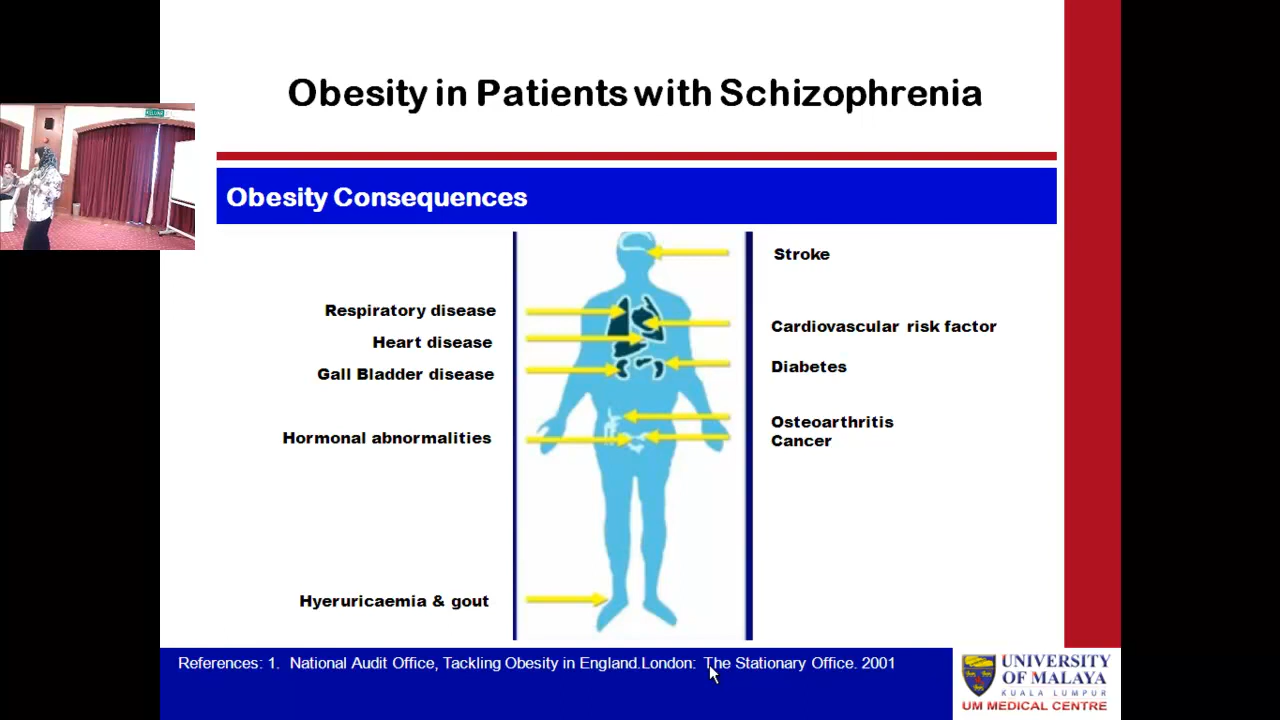 Obesity in Patients with Schizophrenia
Obesity Consequences
Stroke
Respiratory disease
Cardiovascular risk factor
Heart disease
Diabetes
Gall Bladder disease
Osteoarthritis
Hormonal abnormalities
Cancer
Hyeruricaemia & gout
References: 1. National Audit Office, Tackling Obesity in England.London: The Stationary Office. 2001
UNIVERSITY
OF MALAYA
KUALA LUMPUR
UM MEDICAL CENTRE